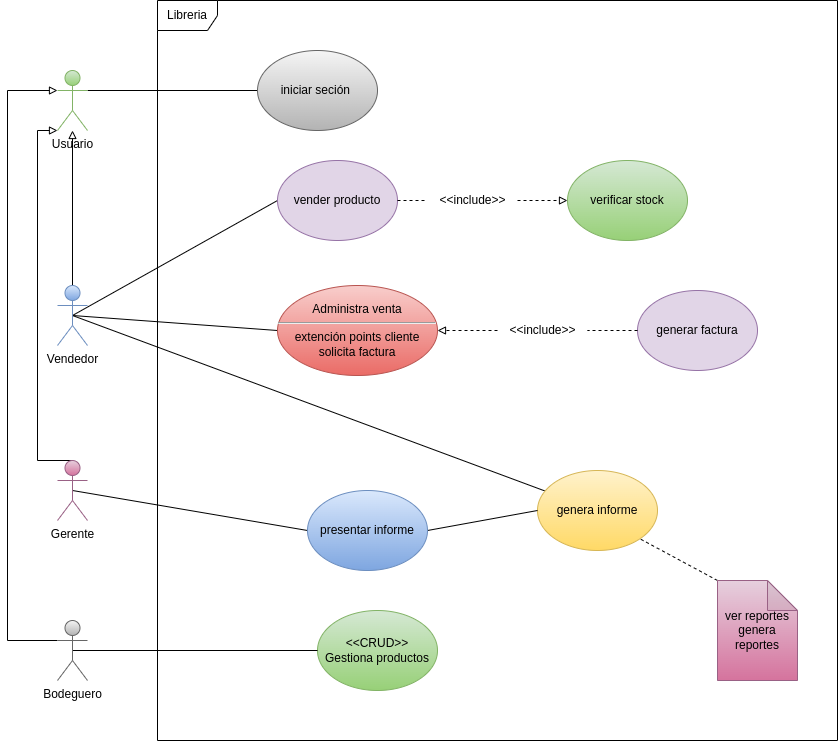 Libreria
iniciar seción
Usuario
vender producto
<<include>>
verificar stock
Administra venta
extención points cliente
solicita factura
<<include>>
generar factura
Vendedor
genera informe
presentar informe
Gerente
ver reportes
genera
reportes
<<CRUD>>
Gestiona productos
Bodeguero